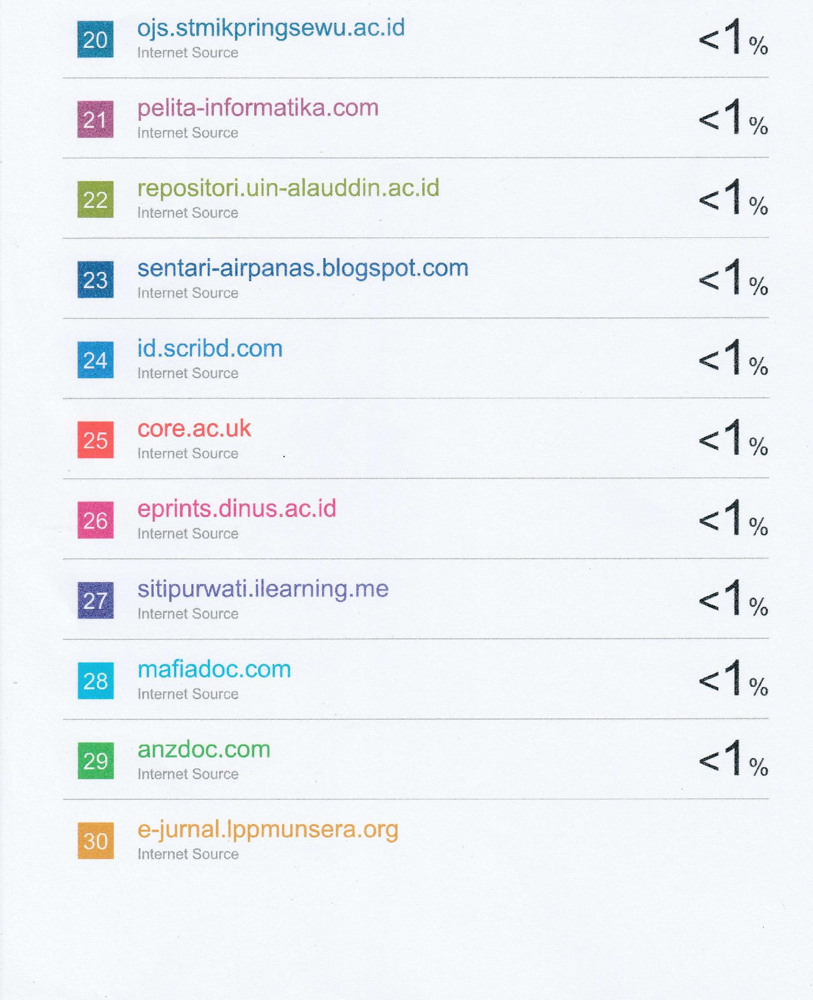 20 ojs.stmikpringsewu.ac.id <1%
Internet Source
21 pelita-informatika.com <1%
Internet Source
22 repositori.uin-alauddin.ac.id <1%
Internet Source
23 sentari-airpanas.blogspot.com <1%
Internet Source
24 id.scribd.com <1%
Internet Source
25 core.ac.uk <1%
Internet Source
26 eprints.dinus.ac.id <1%
Internet Source
27 sitipurwati.ilearning.me <1%
Internet Source
28 mafiadoc.com <1%
Internet Source
29 anzdoc.com <1%
Internet Source
30 e-jurnal.lppmunsera.org
Internet Source